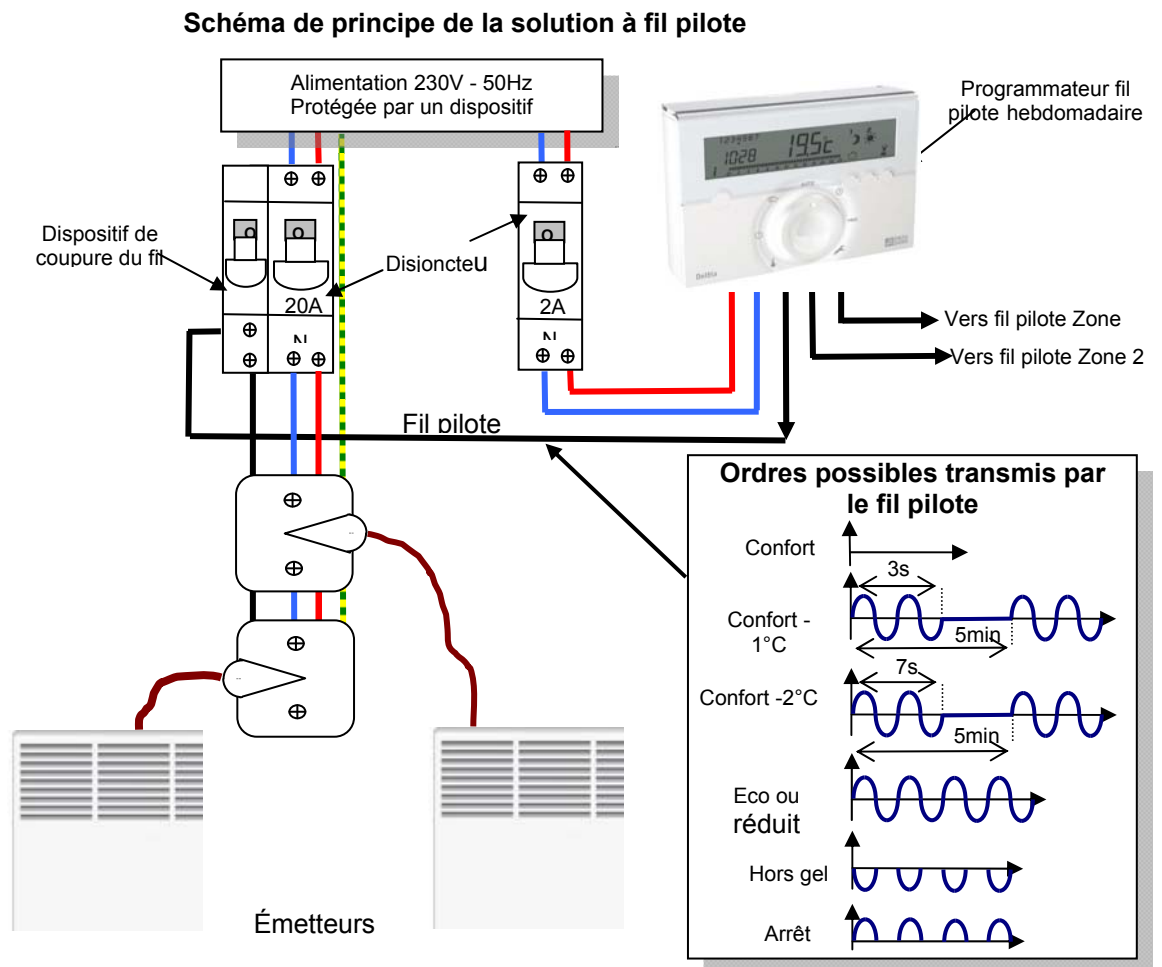 Schéma de principe de la solution à fil pilote
Alimentation 230V - 50Hz
Protégée par un dispositif
Programmateur fil
pilote hebdomadaire
1028
19.5c
Dispositif de
coupure du fil
Disjoncteu
20A
2A
N
N
Vers fil pilote Zone
Vers fil pilote Zone 2
Fil pilote
Ordres possibles transmis par
le fil pilote
Confort
3s
Confort -
1°C
5min
7s
Confort -2°C
5min
Eco ou
réduit
Hors gel
Arrêt
Émetteurs